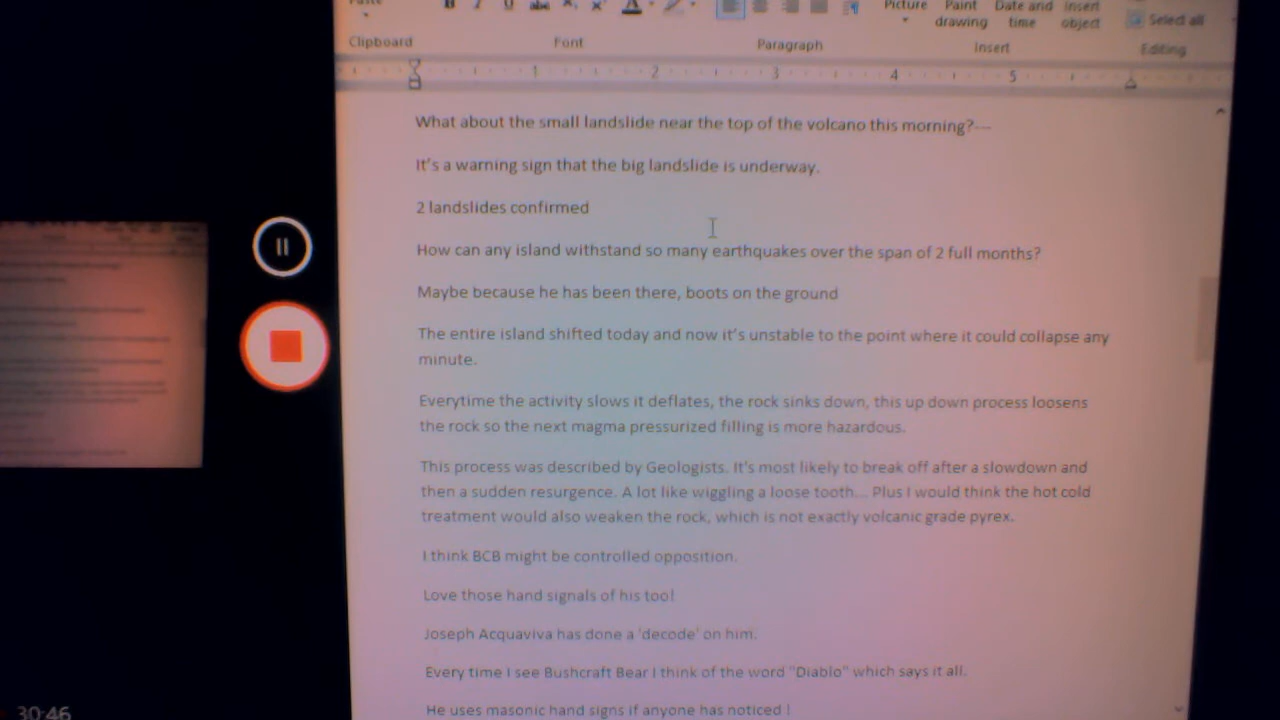 Paste
B I U abc X X A
Picture Paint drawing Date and time Insert object Select all
Clipboard Font Paragraph Insert Editing
1 2 3 4 5
What about the small landslide near the top of the volcano this morning?---
It's a warning sign that the big landslide is underway.
2 landslides confirmed
How can any island withstand so many earthquakes over the span of 2 full months?
Maybe because he has been there, boots on the ground
The entire island shifted today and now it's unstable to the point where it could collapse any
minute.
Everytime the activity slows it deflates, the rock sinks down, this up down process loosens
the rock so the next magma pressurized filling is more hazardous.
This process was described by Geologists. It's most likely to break off after a slowdown and
then a sudden resurgence. A lot like wiggling a loose tooth... Plus I would think the hot cold
treatment would also weaken the rock, which is not exactly volcanic grade pyrex.
I think BCB might be controlled opposition.
Love those hand signals of his too!
Joseph Acquaviva has done a 'decode' on him.
Every time I see Bushcraft Bear I think of the word "Diablo" which says it all.
He uses masonic hand signs if anyone has noticed !
30:46